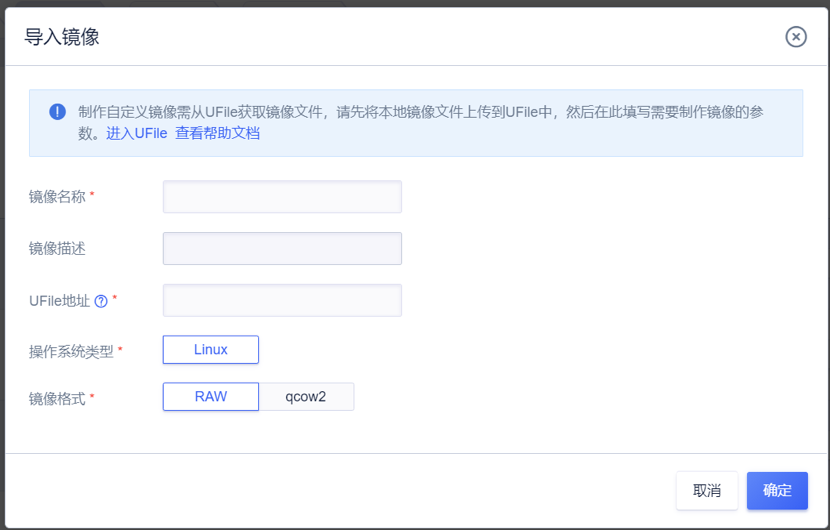 导入镜像
制作自定义镜像需从UFile获取镜像文件，请先将本地镜像文件上传到UFile中，然后在此填写需要制作镜像的参
数。进入UFile 查看帮助文档
镜像名称 *
镜像描述
UFile地址 ? *
操作系统类型 * Linux
镜像格式 * RAW qcow2
取消 确定